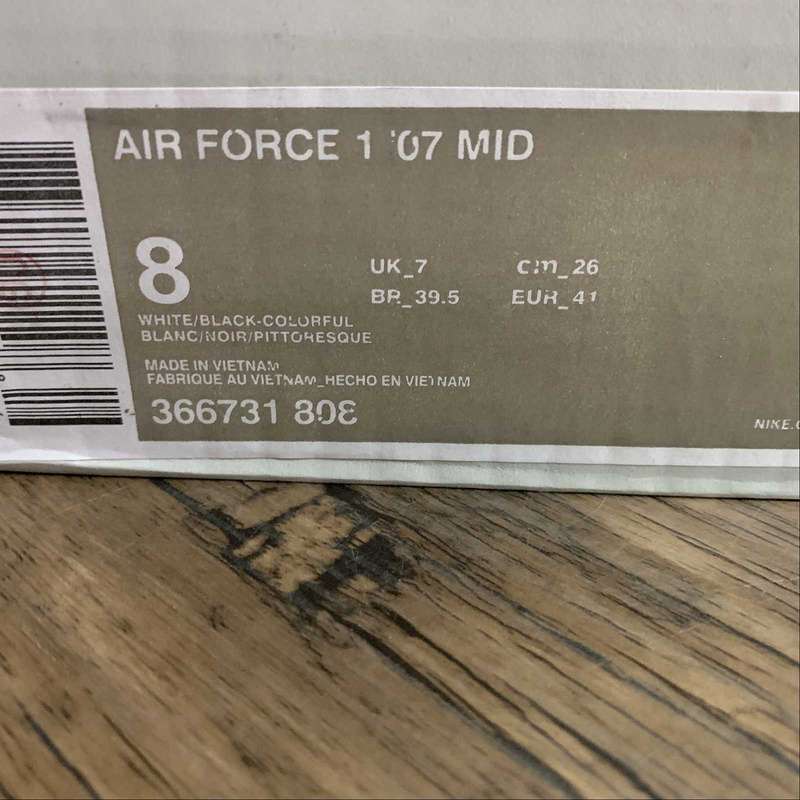 AIR FORCE 1 '07 MID
8
UK_7 cm_26
BR_39.5 EUR_41
WHITE/BLACK-COLORFUL
BLANC/NOIR/PITTORESQUE
MADE IN VIETNAM
FABRIQUE AU VIETNAM_HECHO EN VIETNAM
366731 808